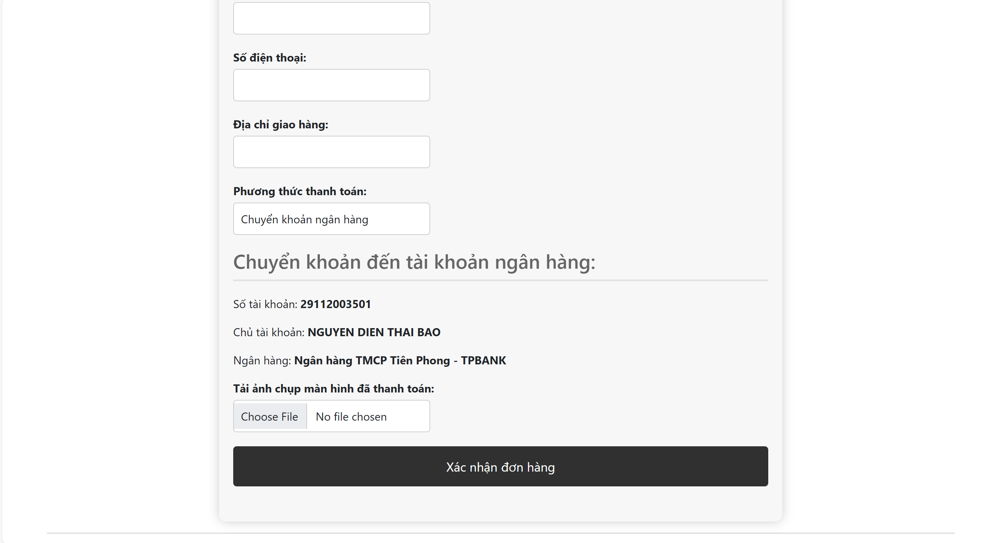 Số điện thoại:
Địa chỉ giao hàng:
Phương thức thanh toán:
Chuyển khoản ngân hàng
Chuyển khoản đến tài khoản ngân hàng:
Số tài khoản: 29112003501
Chủ tài khoản: NGUYEN DIEN THAI BAO
Ngân hàng: Ngân hàng TMCP Tiên Phong - TPBANK
Tải ảnh chụp màn hình đã thanh toán:
Choose File No file chosen
Xác nhận đơn hàng